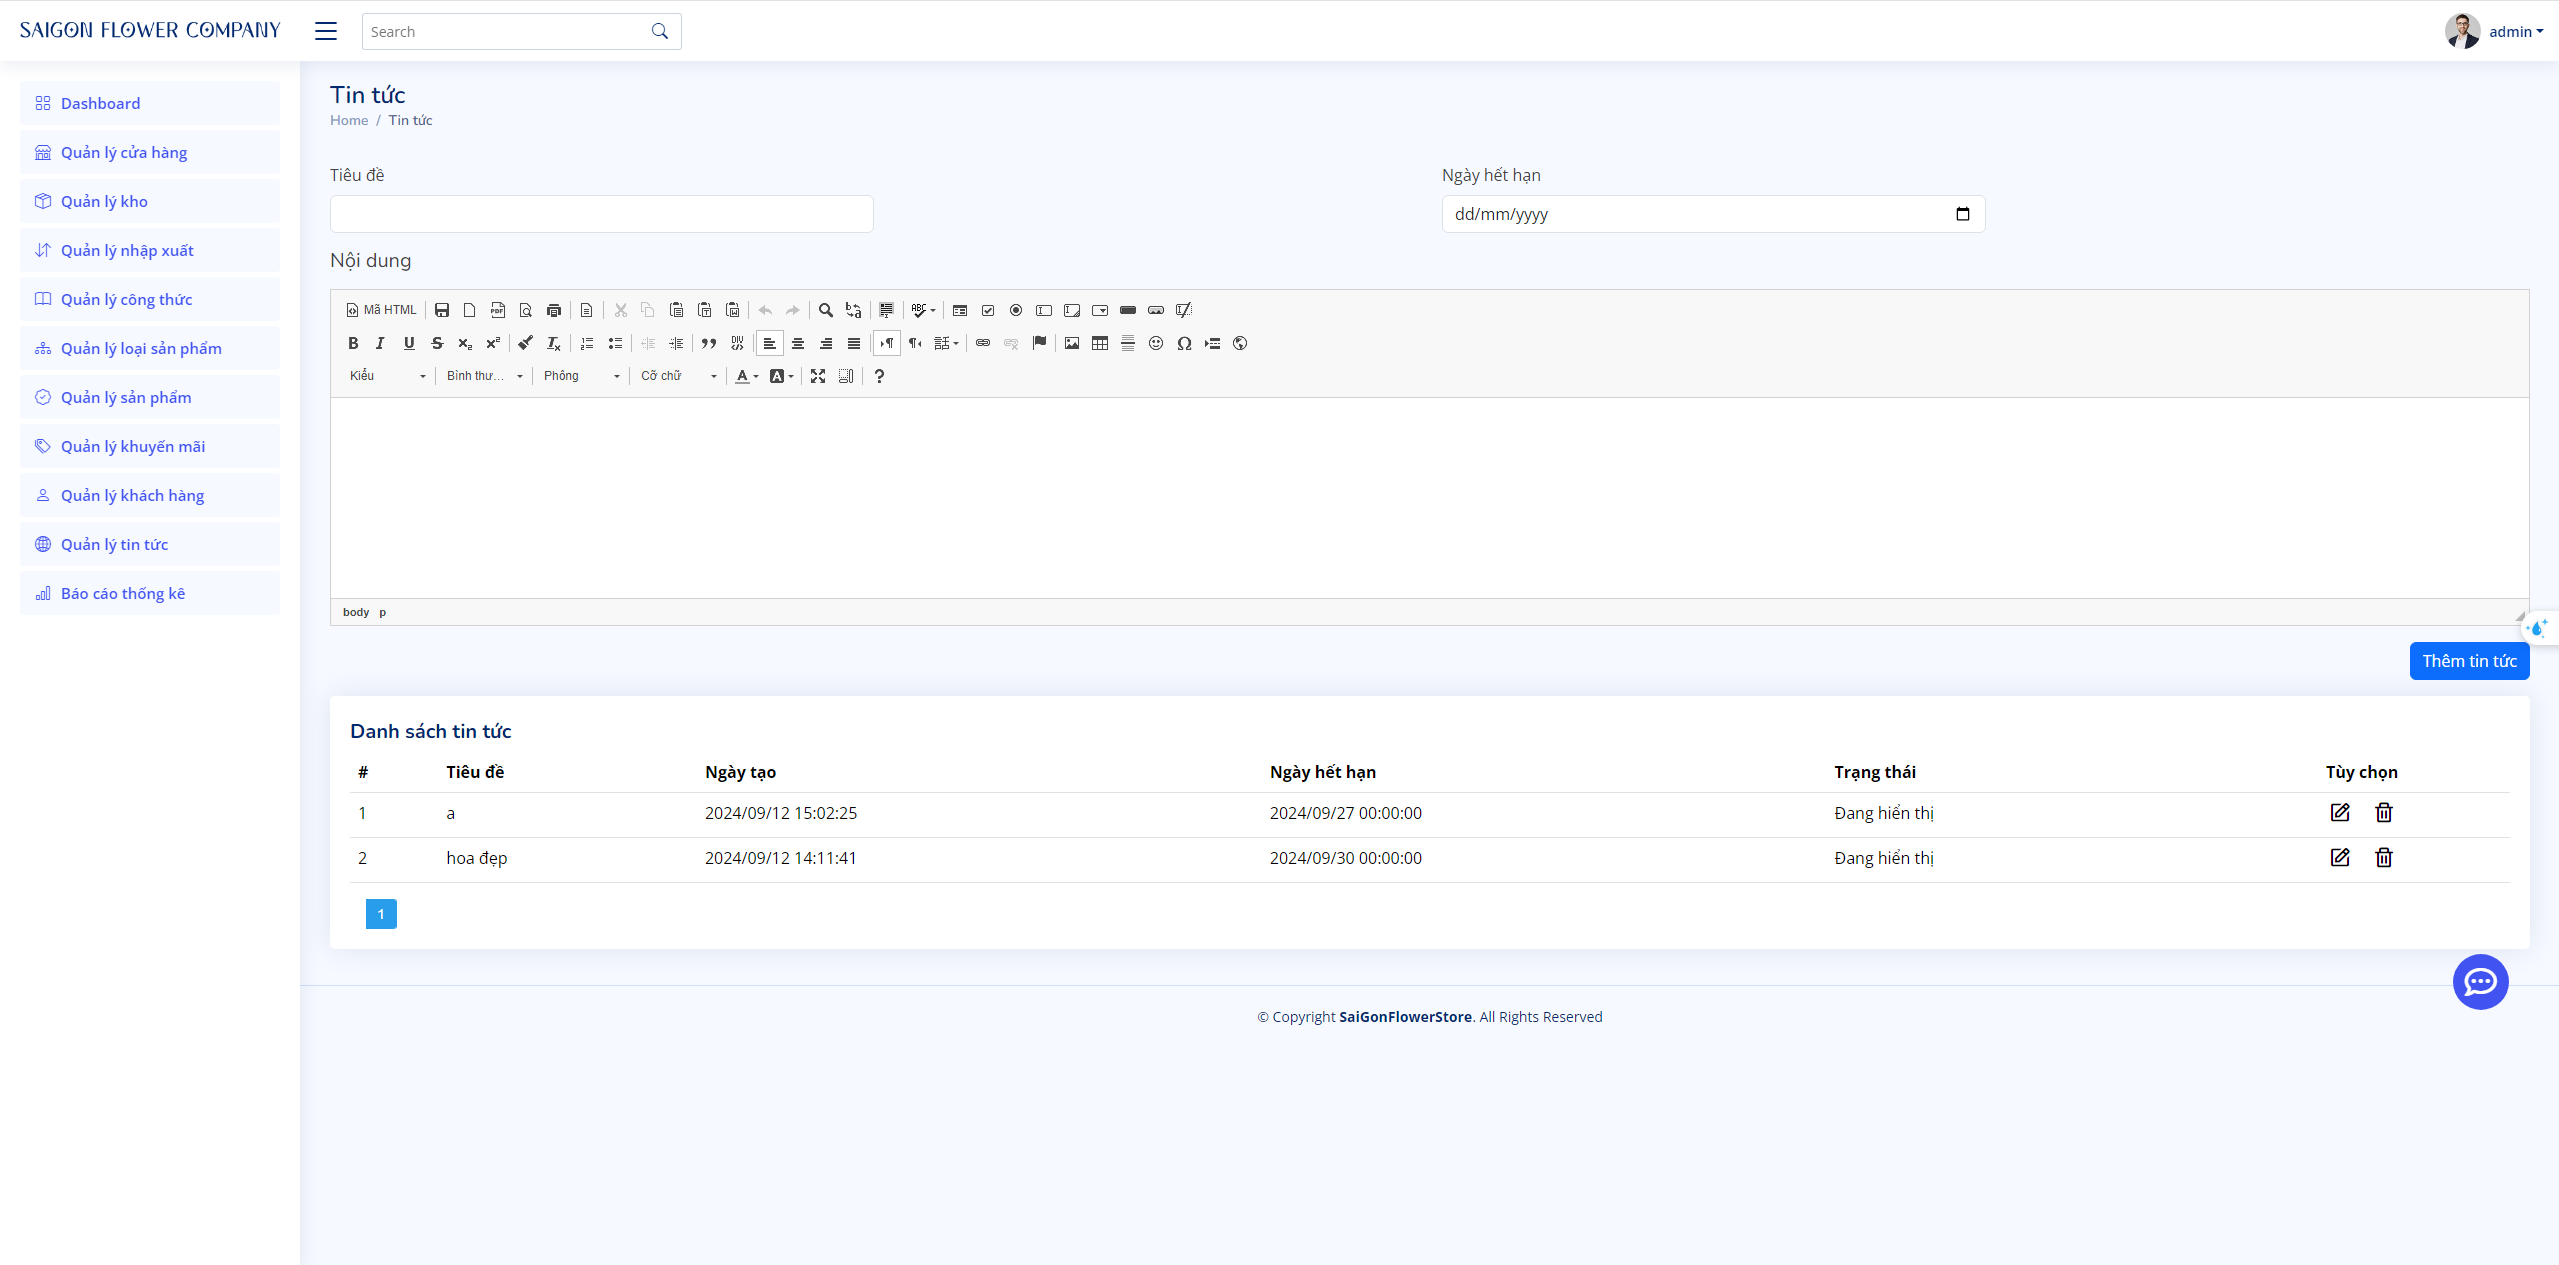 SAIGON FLOWER COMPANY
Search
admin
Dashboard
Quản lý cửa hàng
Quản lý kho
Quản lý nhập xuất
Quản lý công thức
Quản lý loại sản phẩm
Quản lý sản phẩm
Quản lý khuyến mãi
Quản lý khách hàng
Quản lý tin tức
Báo cáo thống kê
Tin tức
Home / Tin tức
Tiêu đề
Ngày hết hạn
dd/mm/yyyy
Nội dung
Mã HTML
Kiểu
Bình thư...
Phông
Cỡ chữ
body p
Thêm tin tức
Danh sách tin tức
# Tiêu đề Ngày tạo Ngày hết hạn Trạng thái Tùy chọn
1 a 2024/09/12 15:02:25 2024/09/27 00:00:00 Đang hiển thị
2 hoa đẹp 2024/09/12 14:11:41 2024/09/30 00:00:00 Đang hiển thị
1
© Copyright SaiGonFlowerStore. All Rights Reserved